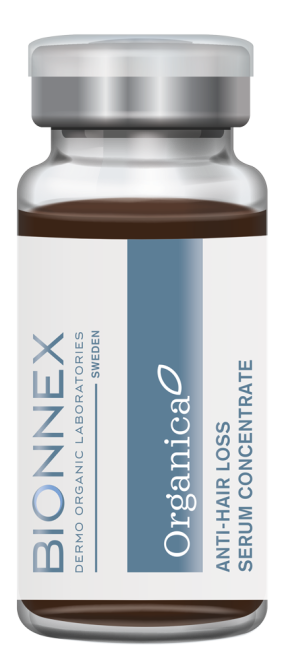 BIONNEX
DERMO ORGANIC LABORATORIES
SWEDEN
Organica
ANTI-HAIR LOSS
SERUM CONCENTRATE